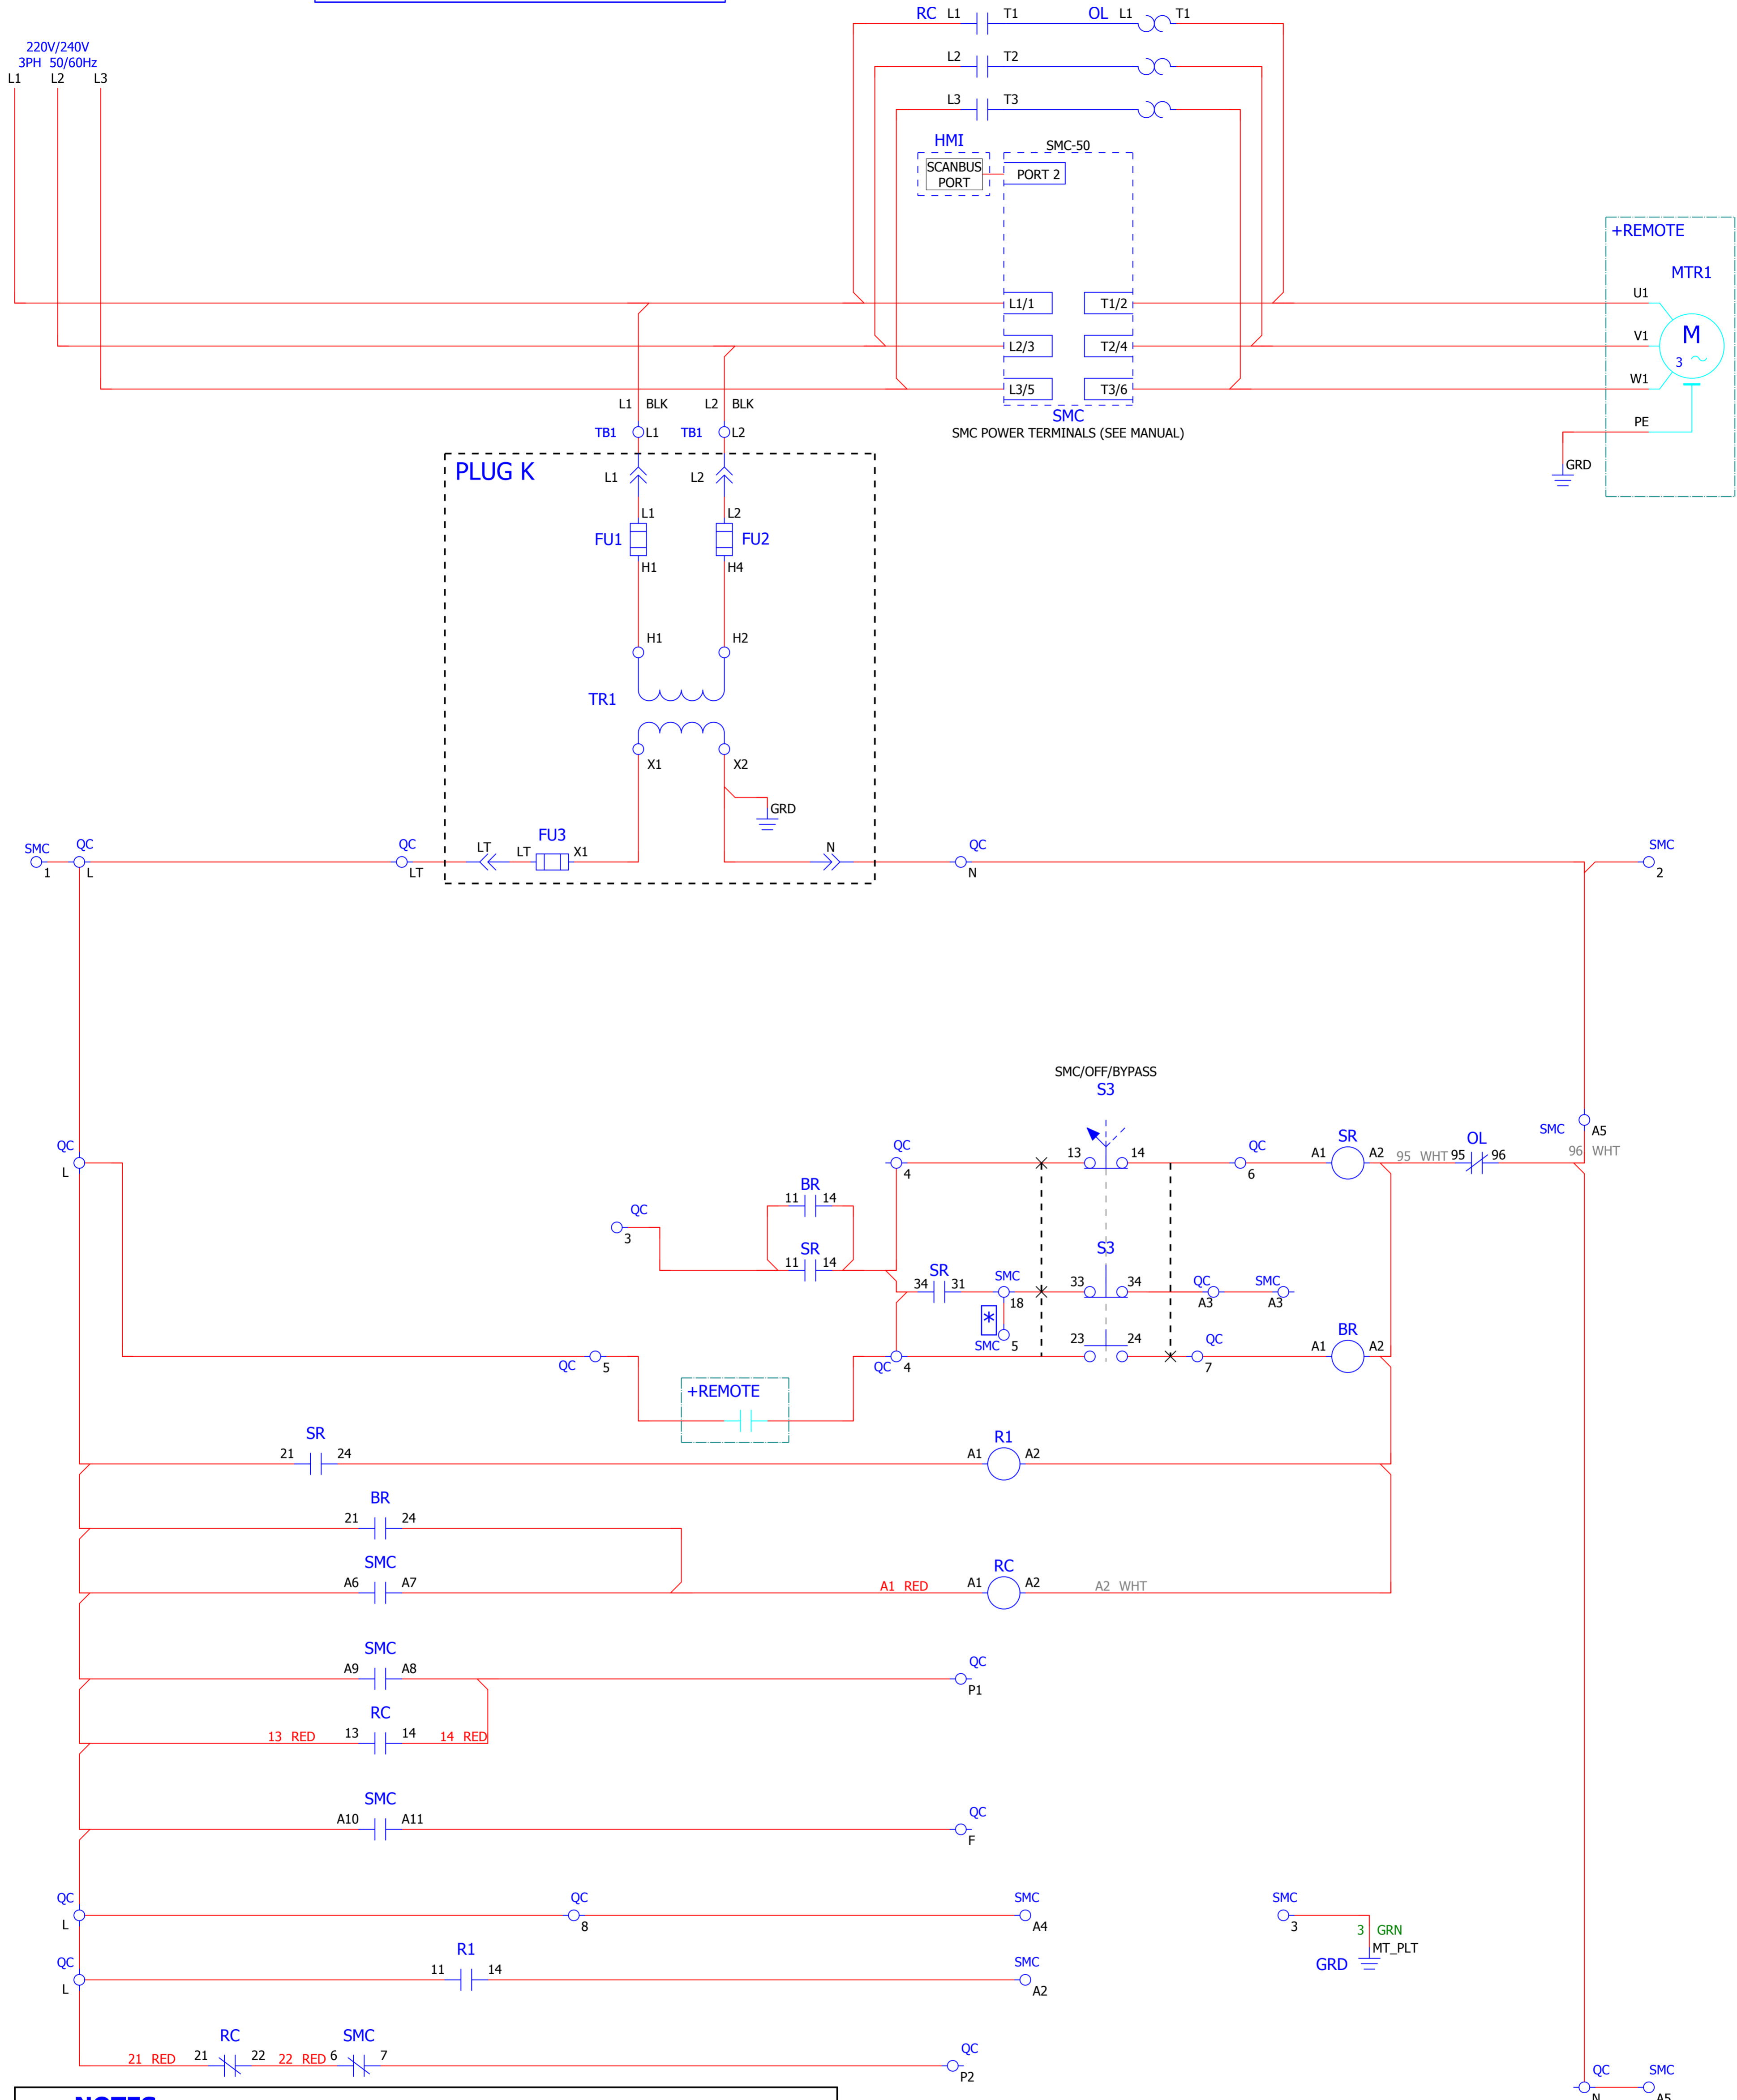 RC L1 T1 OL L1 T1
220V/240V
3PH 50/60Hz
L1 L2 L3
L2 T2
L3 T3
HMI
SMC-50
SCANBUS
PORT
PORT 2
+REMOTE
MTR1
L1/1 T1/2 U1
L2/3 T2/4 V1
M
3
L3/5 T3/6 W1
L1 BLK L2 BLK
SMC
SMC POWER TERMINALS (SEE MANUAL)
PE
GRD
TB1 L1 TB1 L2
PLUG K
L1 L2
L1 L2
FU1 FU2
H1 H4
H1 H2
TR1
X1 X2
GRD
SMC QC QC FU3 QC SMC
LT LT X1 N
1 L LT N 2
SMC/OFF/BYPASS
S3
SMC A5
QC QC 13 14 QC SR OL
A1 A2 95 WHT 95 96 96 WHT
L 4 6
BR
11 14
QC
3
SR S3
11 14
SR SMC QC SMC
34 31 33 34
18 A3 A3
*
SMC 5
23 24 QC BR
A1 A2
QC 5 QC 4 7
+REMOTE
SR R1
21 24 A1 A2
BR
21 24
SMC RC
A6 A7 A1 RED A1 A2 A2 WHT
SMC QC
A9 A8
P1
RC
13 RED 13 14 14 RED
SMC QC
A10 A11
F
QC QC SMC SMC
L 8 A4 3
3 GRN
MT_PLT
GRD
QC R1 SMC
11 14
L A2
RC SMC QC QC SMC
21 RED 21 22 22 RED 6 7
P2
N A5
NOTES